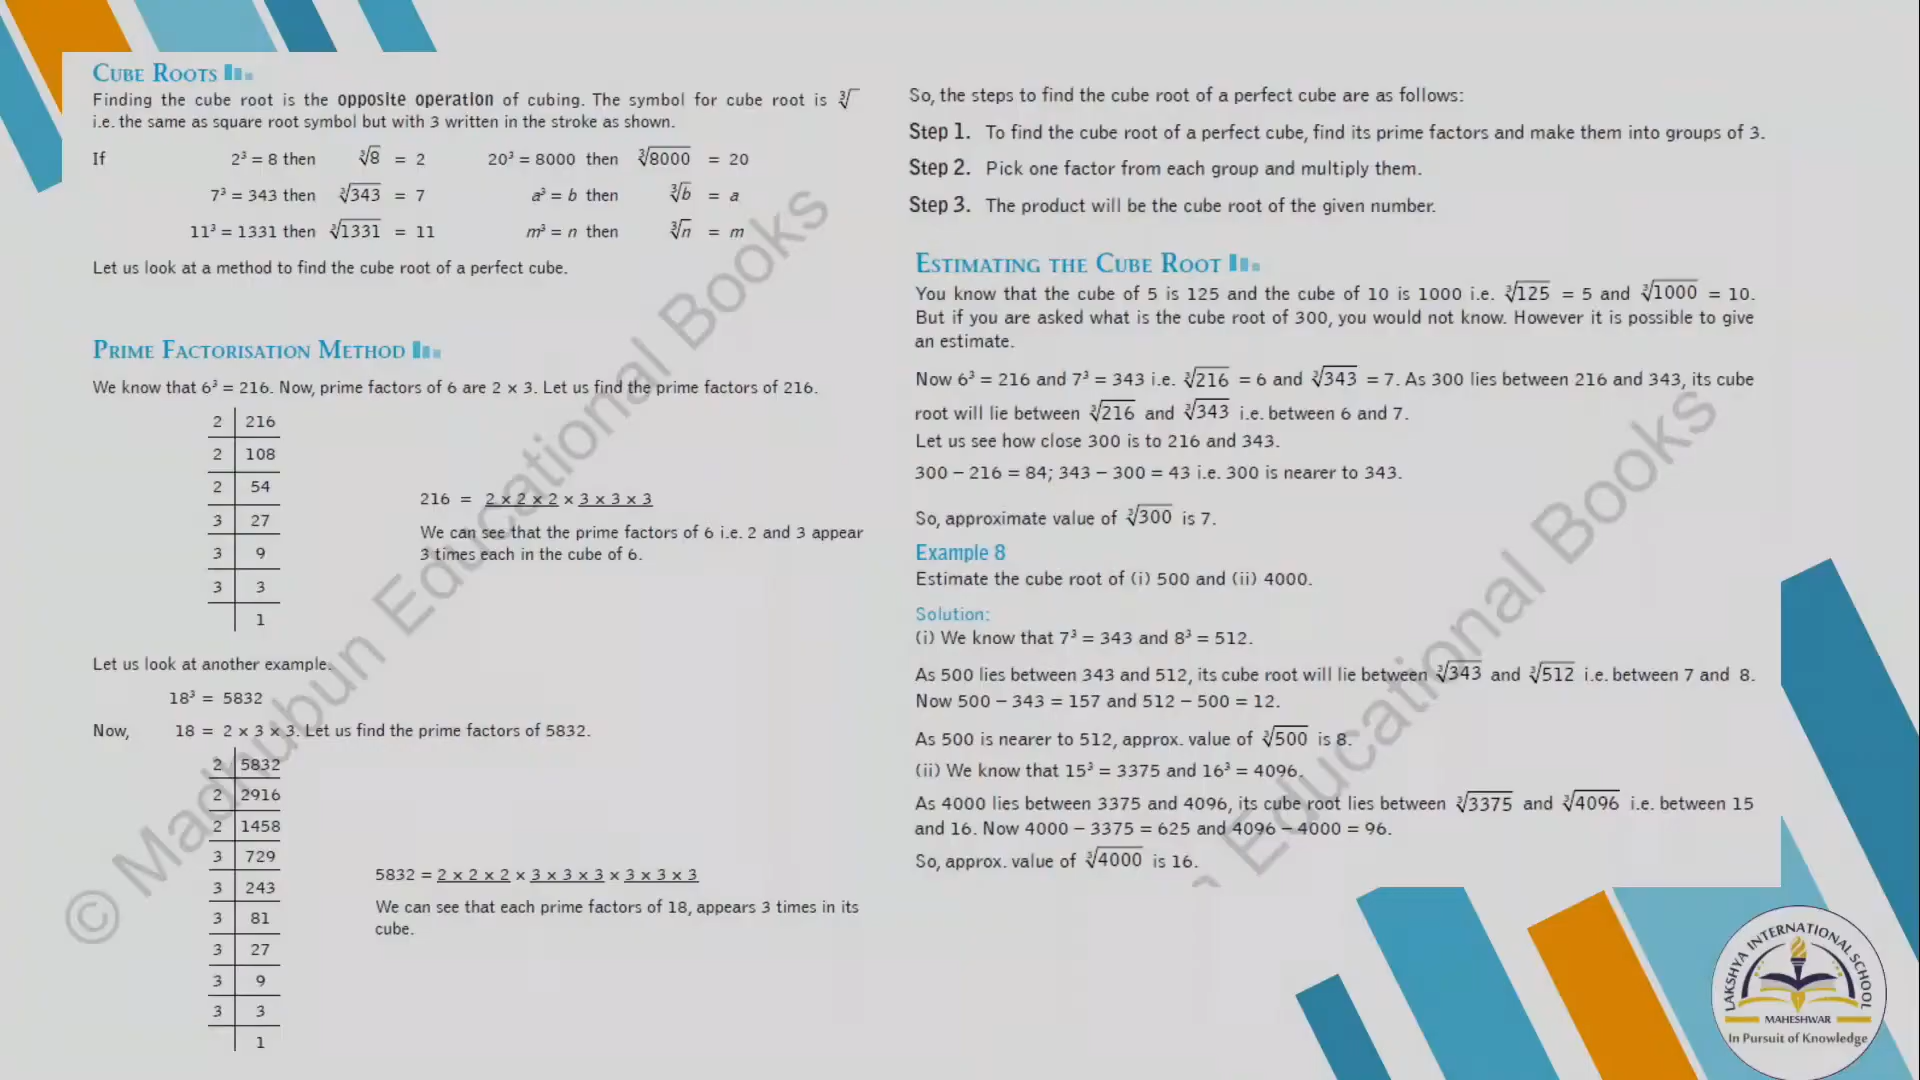 CUBE ROOTS
Finding the cube root is the opposite operation of cubing. The symbol for cube root is ∛
i.e. the same as square root symbol but with 3 written in the stroke as shown.
If 2³ = 8 then ∛8 = 2 20³ = 8000 then ∛8000 = 20
7³ = 343 then ∛343 = 7 a³ = b then ∛b = a
11³ = 1331 then ∛1331 = 11 m³ = n then ∛n = m
Let us look at a method to find the cube root of a perfect cube.
PRIME FACTORISATION METHOD
We know that 6³ = 216. Now, prime factors of 6 are 2 × 3. Let us find the prime factors of 216.
2 216
2 108
2 54
3 27
3 9
3 3
1
216 = 2 × 2 × 2 × 3 × 3 × 3
We can see that the prime factors of 6 i.e. 2 and 3 appear
3 times each in the cube of 6.
Let us look at another example.
18³ = 5832
Now, 18 = 2 × 3 × 3. Let us find the prime factors of 5832.
2 5832
2 2916
2 1458
3 729
3 243
3 81
3 27
3 9
3 3
1
5832 = 2 × 2 × 2 × 3 × 3 × 3 × 3 × 3 × 3
We can see that each prime factors of 18, appears 3 times in its
cube.
So, the steps to find the cube root of a perfect cube are as follows:
Step 1. To find the cube root of a perfect cube, find its prime factors and make them into groups of 3.
Step 2. Pick one factor from each group and multiply them.
Step 3. The product will be the cube root of the given number.
ESTIMATING THE CUBE ROOT
You know that the cube of 5 is 125 and the cube of 10 is 1000 i.e. ∛125 = 5 and ∛1000 = 10.
But if you are asked what is the cube root of 300, you would not know. However it is possible to give
an estimate.
Now 6³ = 216 and 7³ = 343 i.e. ∛216 = 6 and ∛343 = 7. As 300 lies between 216 and 343, its cube
root will lie between ∛216 and ∛343 i.e. between 6 and 7.
Let us see how close 300 is to 216 and 343.
300 – 216 = 84; 343 – 300 = 43 i.e. 300 is nearer to 343.
So, approximate value of ∛300 is 7.
Example 8
Estimate the cube root of (i) 500 and (ii) 4000.
Solution:
(i) We know that 7³ = 343 and 8³ = 512.
As 500 lies between 343 and 512, its cube root will lie between ∛343 and ∛512 i.e. between 7 and 8.
Now 500 – 343 = 157 and 512 – 500 = 12.
As 500 is nearer to 512, approx. value of ∛500 is 8.
(ii) We know that 15³ = 3375 and 16³ = 4096.
As 4000 lies between 3375 and 4096, its cube root lies between ∛3375 and ∛4096 i.e. between 15
and 16. Now 4000 – 3375 = 625 and 4096 – 4000 = 96.
So, approx. value of ∛4000 is 16.
© Madhubun Educational Books
Educational Books
LAKSHYA INTERNATIONAL SCHOOL
MAHESHWAR
In Pursuit of Knowledge